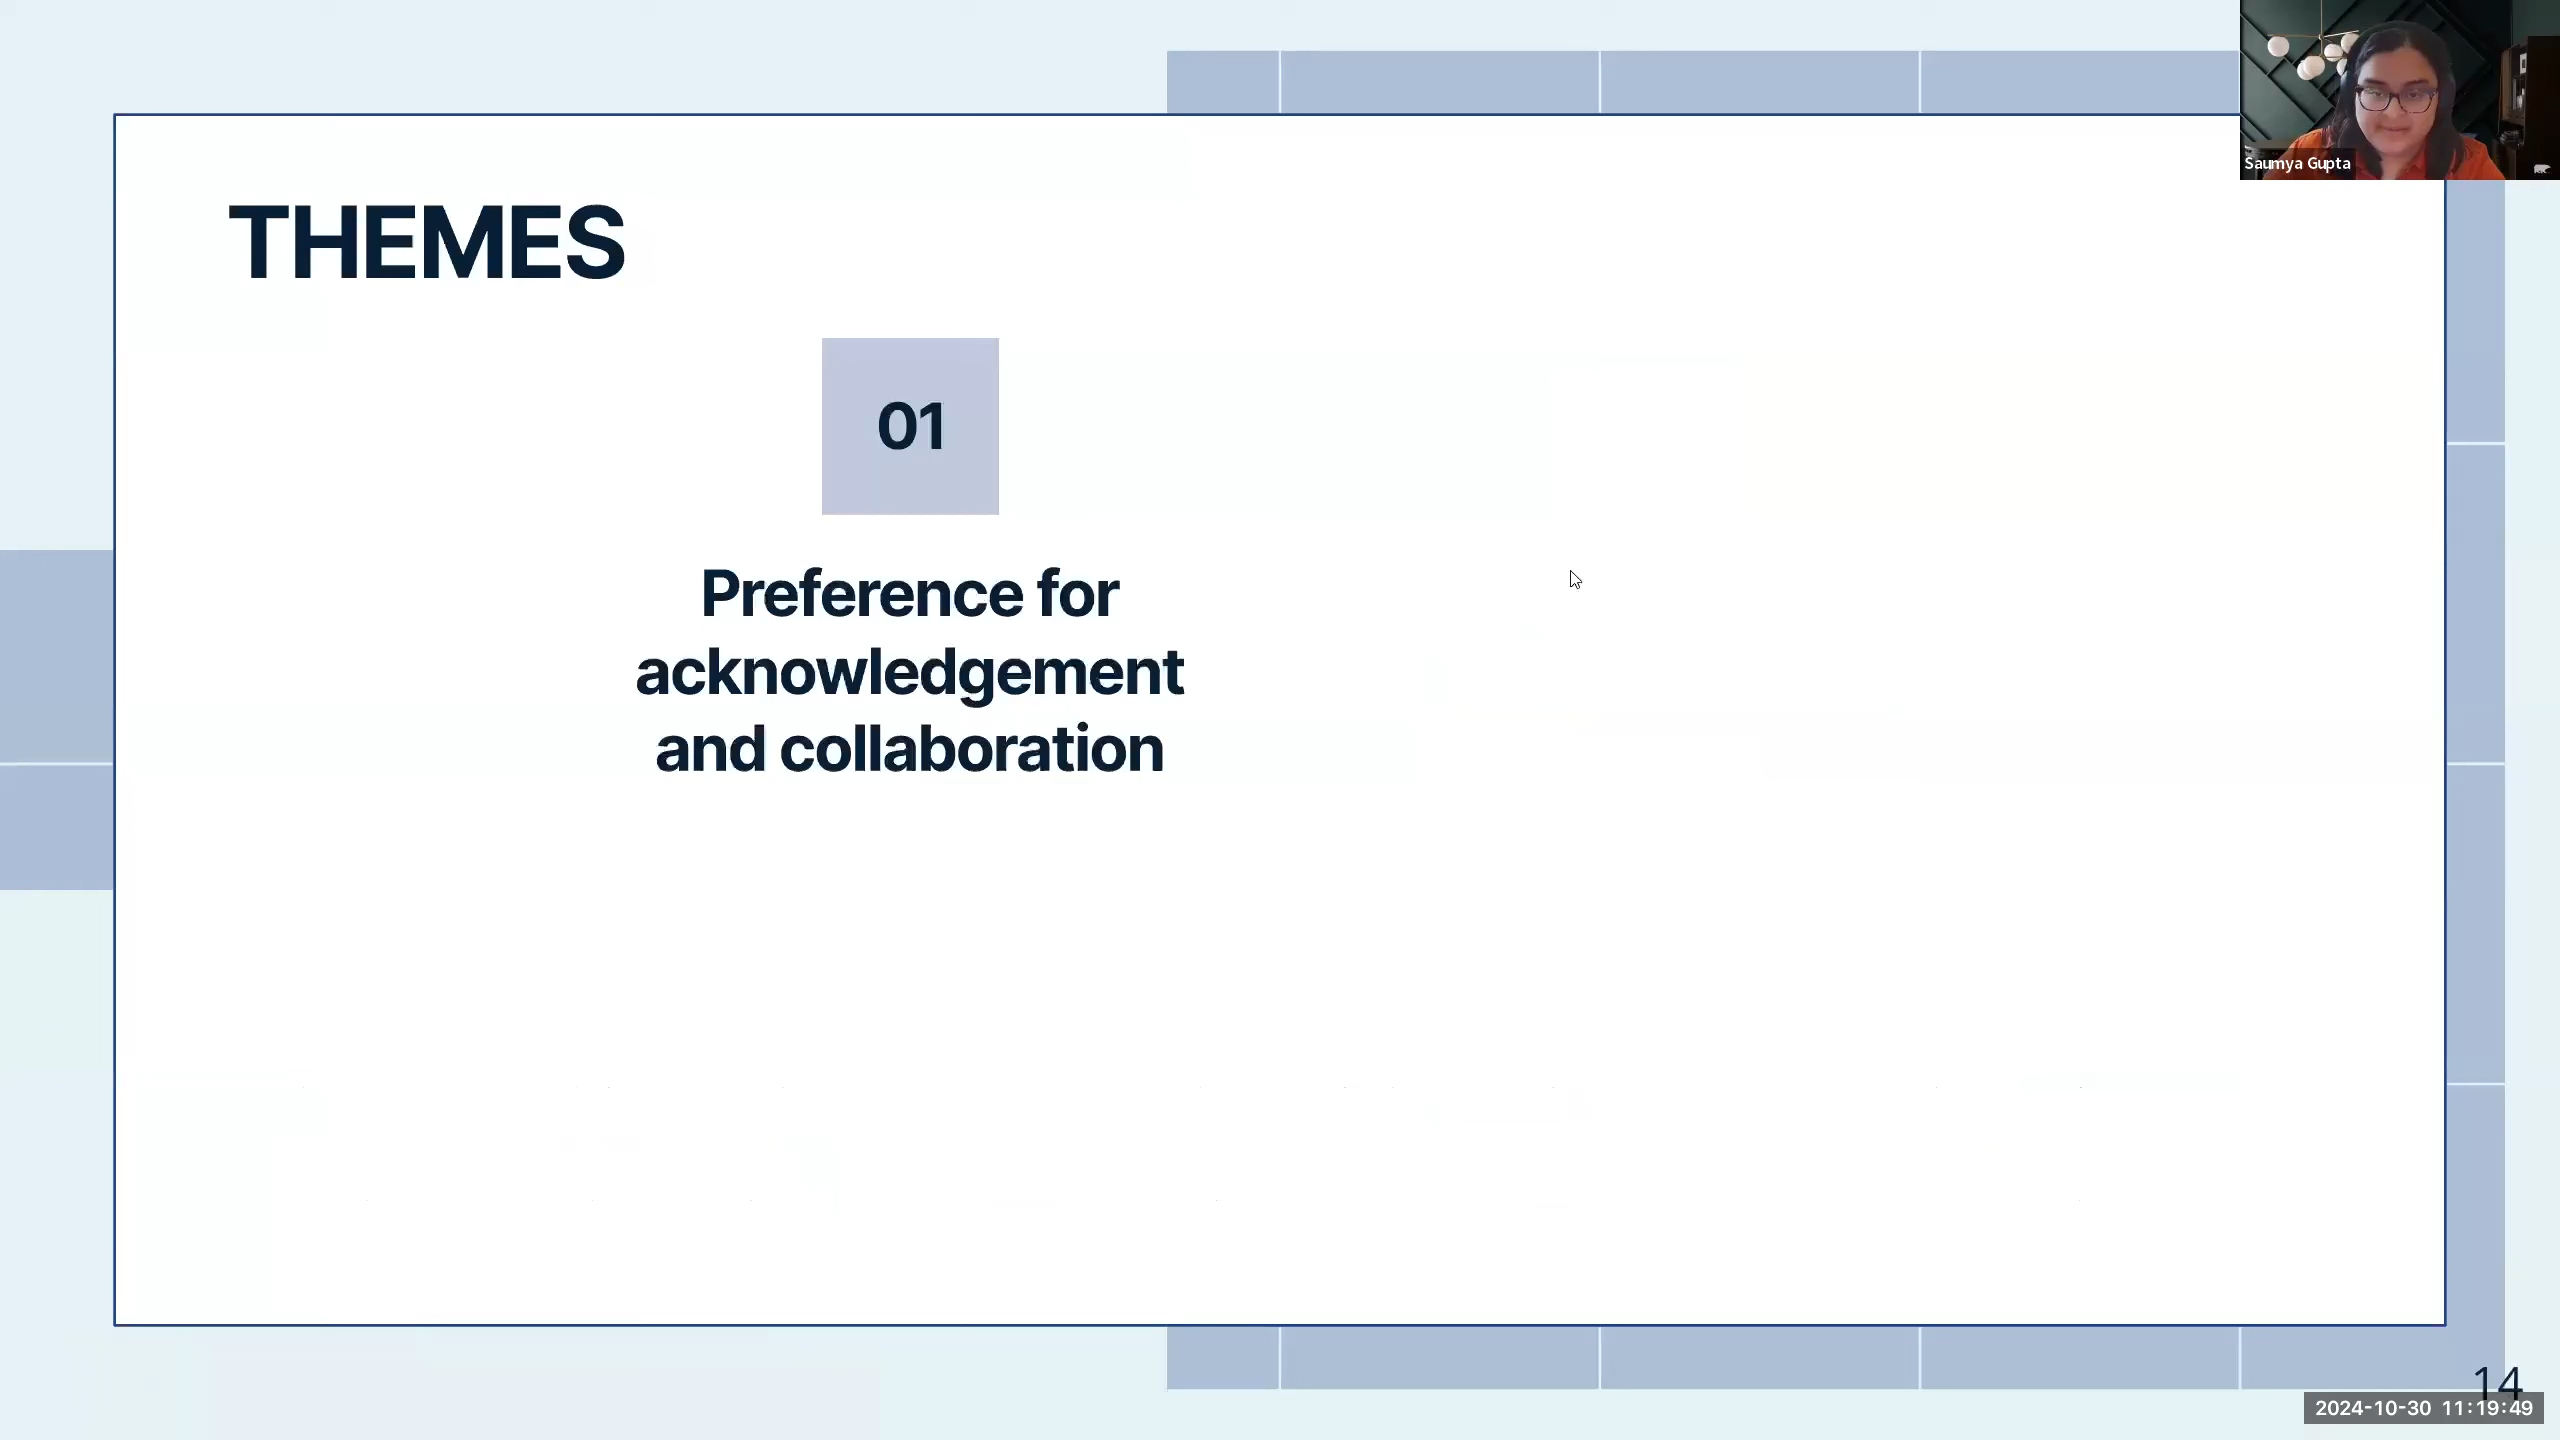 Saumya Gupta
THEMES
01
Preference for
acknowledgement
and collaboration
14
2024-10-30 11:19:49